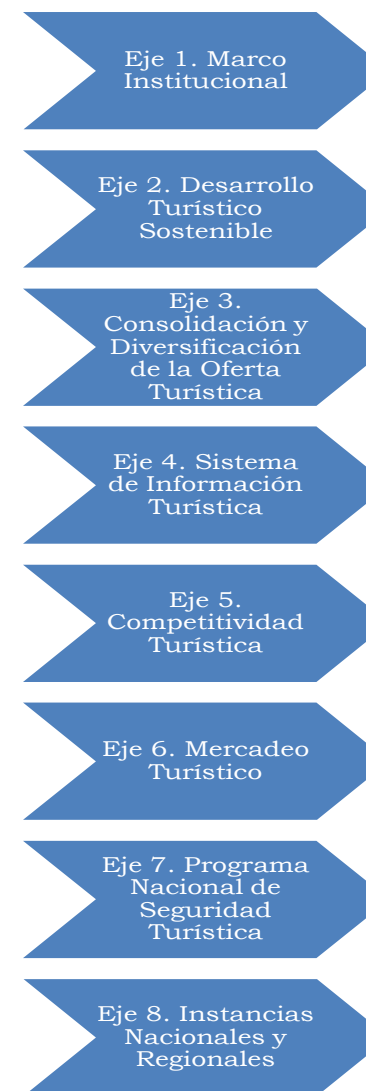 Eje 1. Marco
Institucional
Eje 2. Desarrollo
Turístico
Sostenible
Eje 3.
Consolidación y
Diversificación
de la Oferta
Turística
Eje 4. Sistema
de Información
Turística
Eje 5.
Competitividad
Turística
Eje 6. Mercadeo
Turístico
Eje 7. Programa
Nacional de
Seguridad
Turística
Eje 8. Instancias
Nacionales y
Regionales